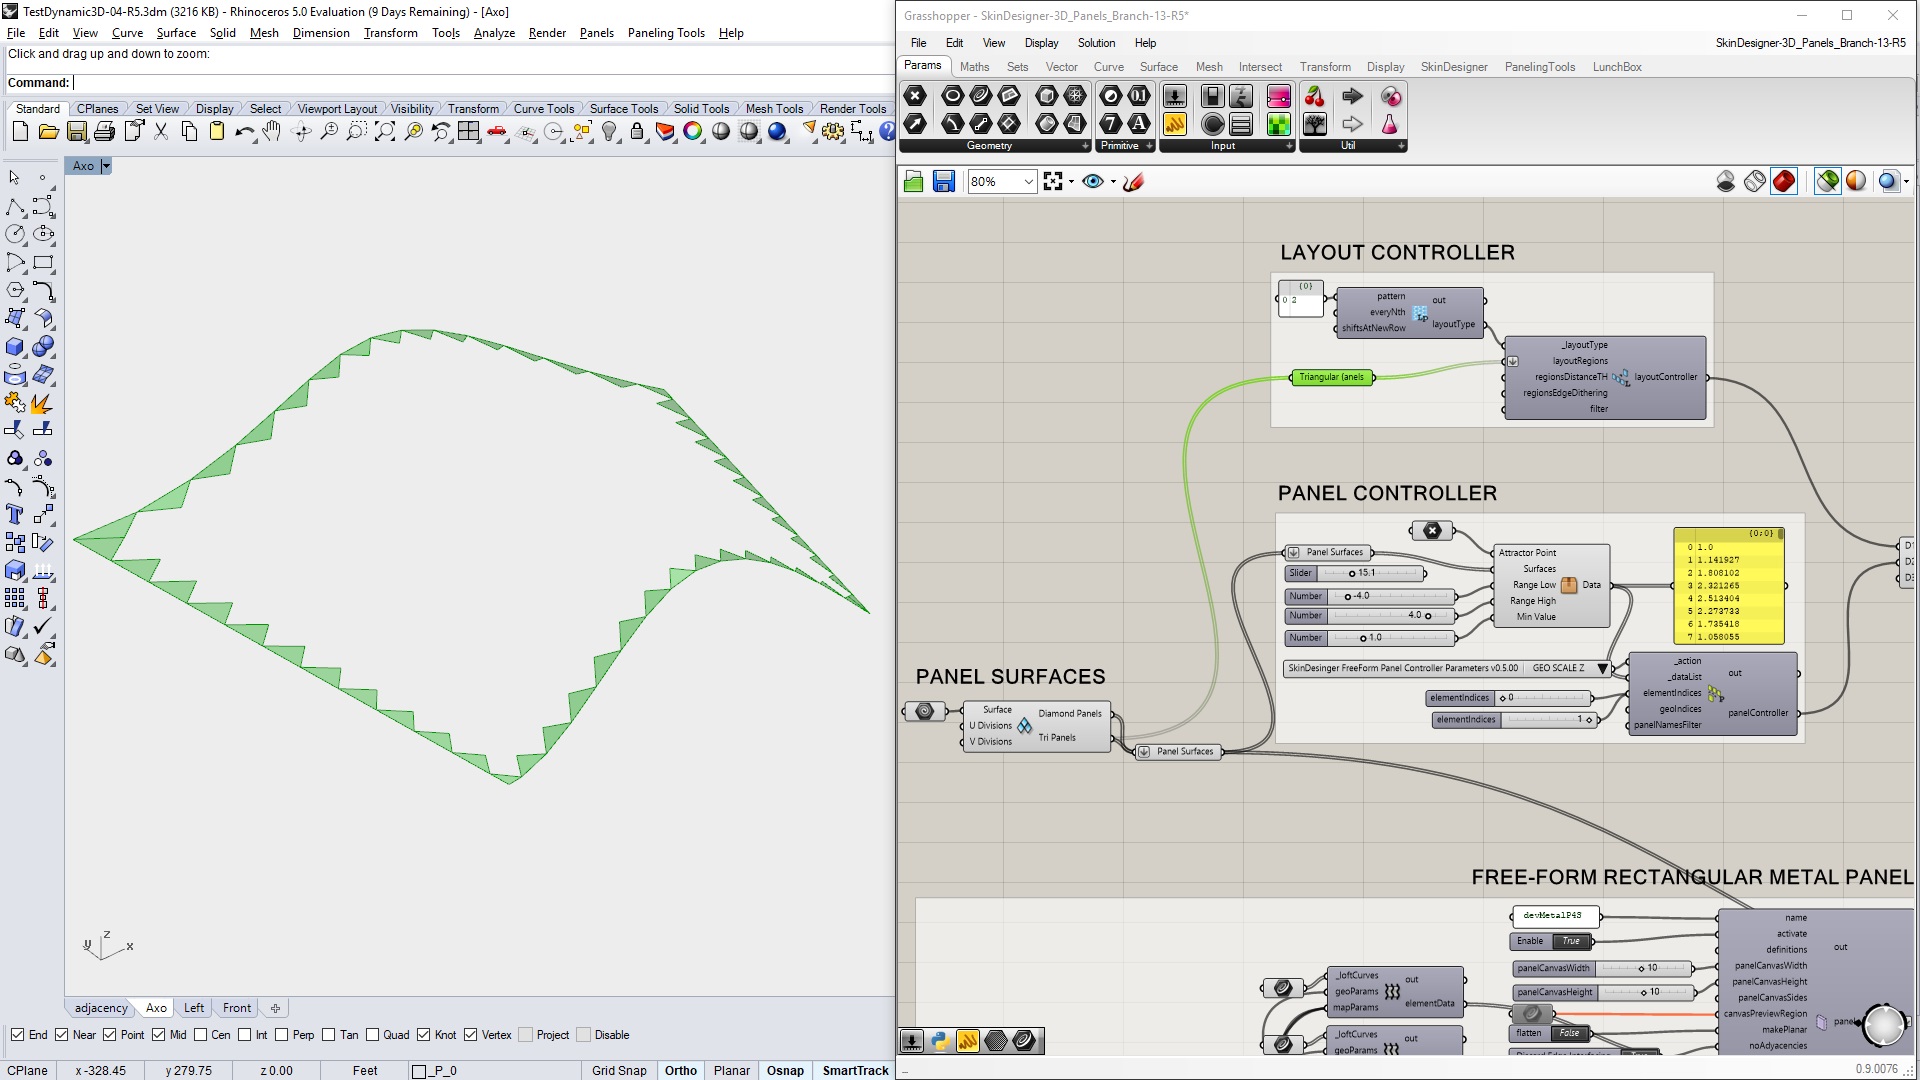 TestDynamic3D-04-R5.3dm (3216 KB) - Rhinoceros 5.0 Evaluation (9 Days Remaining) - [Axo]
File Edit View Curve Surface Solid Mesh Dimension Transform Tools Analyze Render Panels Paneling Tools Help
Click and drag up and down to zoom:
Command:
Standard CPlanes Set View Display Select Viewport Layout Visibility Transform Curve Tools Surface Tools Solid Tools Mesh Tools Render Tools
Axo
z
y
x
adjacency Axo Left Front
End Near Point Mid Cen Int Perp Tan Quad Knot Vertex Project Disable
CPlane x -328.45 y 279.75 z 0.00 Feet _P_0 Grid Snap Ortho Planar Osnap SmartTrack
Grasshopper - SkinDesigner-3D_Panels_Branch-13-R5*
File Edit View Display Solution Help SkinDesigner-3D_Panels_Branch-13-R5
Params Maths Sets Vector Curve Surface Mesh Intersect Transform Display SkinDesigner PanelingTools LunchBox
Geometry Primitive Input Util
80%
LAYOUT CONTROLLER
{0}
0 2
pattern
everyNth
shiftsAtNewRow
out
layoutType
Triangular (anels
_layoutType
layoutRegions
regionsDistanceTH
regionsEdgeDithering
filter
layoutController
PANEL CONTROLLER
Panel Surfaces
Slider 15.1
Number -4.0
Number 4.0
Number 1.0
Attractor Point
Surfaces
Range Low
Range High
Min Value
Data
{0;0}
0 1.0
1 1.141927
2 1.808102
3 2.321265
4 2.513404
5 2.273733
6 1.735418
7 1.058055
SkinDesinger FreeForm Panel Controller Parameters v0.5.00 GEO SCALE Z
elementIndices 0
elementIndices 1
_action
_dataList
elementIndices
geoIndices
panelNamesFilter
out
panelController
PANEL SURFACES
Surface
U Divisions
V Divisions
Diamond Panels
Tri Panels
Panel Surfaces
FREE-FORM RECTANGULAR METAL PANEL
devMetalP4S
Enable True
panelCanvasWidth 10
panelCanvasHeight 10
flatten False
name
activate
definitions
panelCanvasWidth
panelCanvasHeight
panelCanvasSides
canvasPreviewRegion
makePlanar
noAdyacencies
out
_loftCurves
geoParams
mapParams
out
elementData
_loftCurves
geoParams
out
0.9.0076